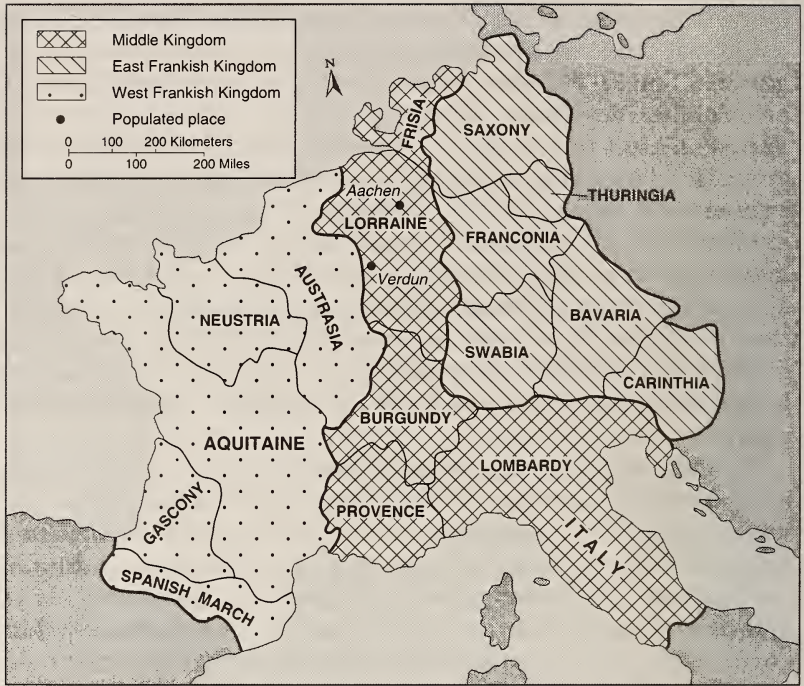 Middle Kingdom
East Frankish Kingdom
West Frankish Kingdom
Populated place
0 100 200 Kilometers
0 100 200 Miles
N
FRISIA
SAXONY
THURINGIA
Aachen
LORRAINE
FRANCONIA
Verdun
AUSTRASIA
NEUSTRIA
BAVARIA
SWABIA
CARINTHIA
BURGUNDY
AQUITAINE
LOMBARDY
PROVENCE
GASCONY
ITALY
SPANISH MARCH